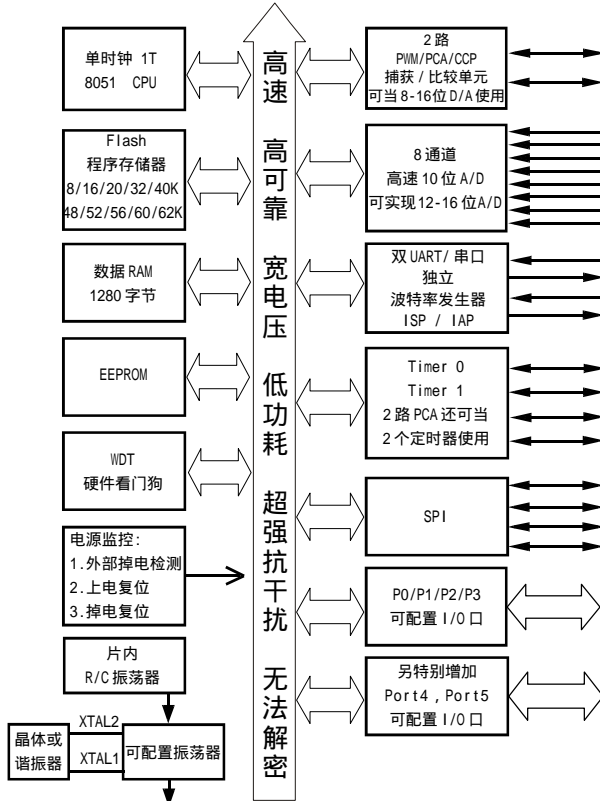 单时钟 1T
8051 CPU
Flash
程序存储器
8/16/20/32/40K
48/52/56/60/62K
数据 RAM
1280 字节
EEPROM
WDT
硬件看门狗
电源监控:
1.外部掉电检测
2.上电复位
3.掉电复位
片内
R/C 振荡器
晶体或
谐振器
XTAL2
XTAL1
可配置振荡器
高速
高可靠
宽电压
低功耗
超强抗干扰
无法解密
2 路
PWM/PCA/CCP
捕获 / 比较单元
可当 8-16位 D/A 使用
8 通道
高速 10 位 A/D
可实现 12-16 位A/D
双 UART/ 串口
独立
波特率发生器
ISP / IAP
Timer 0
Timer 1
2 路 PCA 还可当
2 个定时器使用
SPI
P0/P1/P2/P3
可配置 I/O 口
另特别增加
Port4 , Port5
可配置 I/O 口